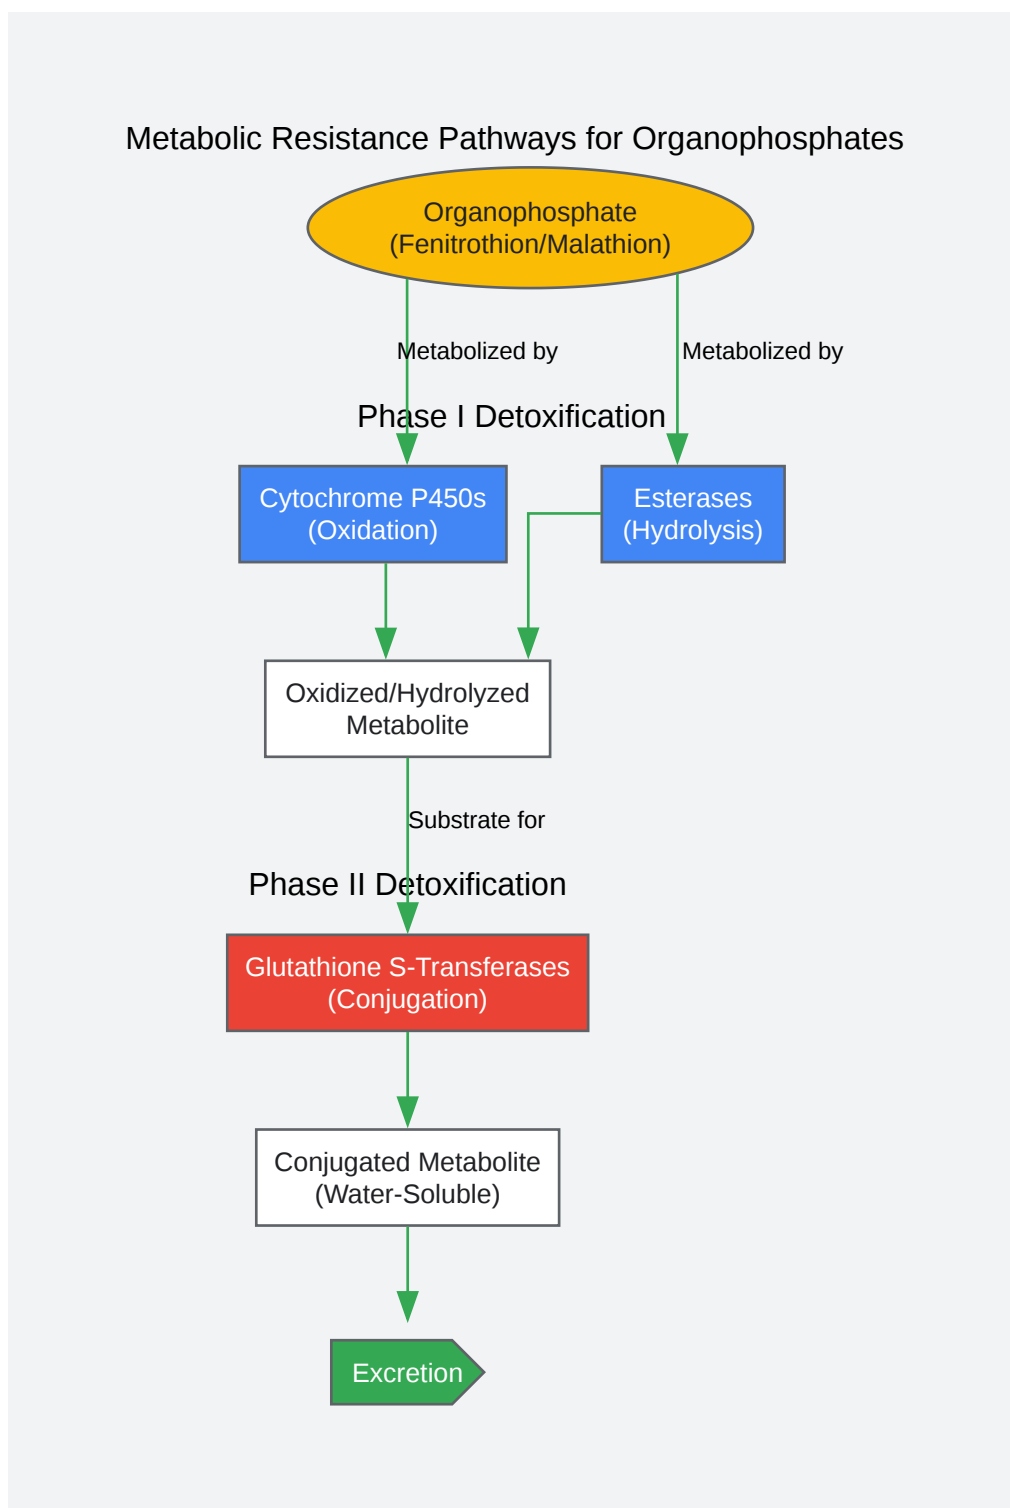 Metabolic Resistance Pathways for Organophosphates
Organophosphate
(Fenitrothion/Malathion)
Metabolized by
Metabolized by
Phase I Detoxification
Cytochrome P450s
(Oxidation)
Esterases
(Hydrolysis)
Oxidized/Hydrolyzed
Metabolite
Substrate for
Phase II Detoxification
Glutathione S-Transferases
(Conjugation)
Conjugated Metabolite
(Water-Soluble)
Excretion